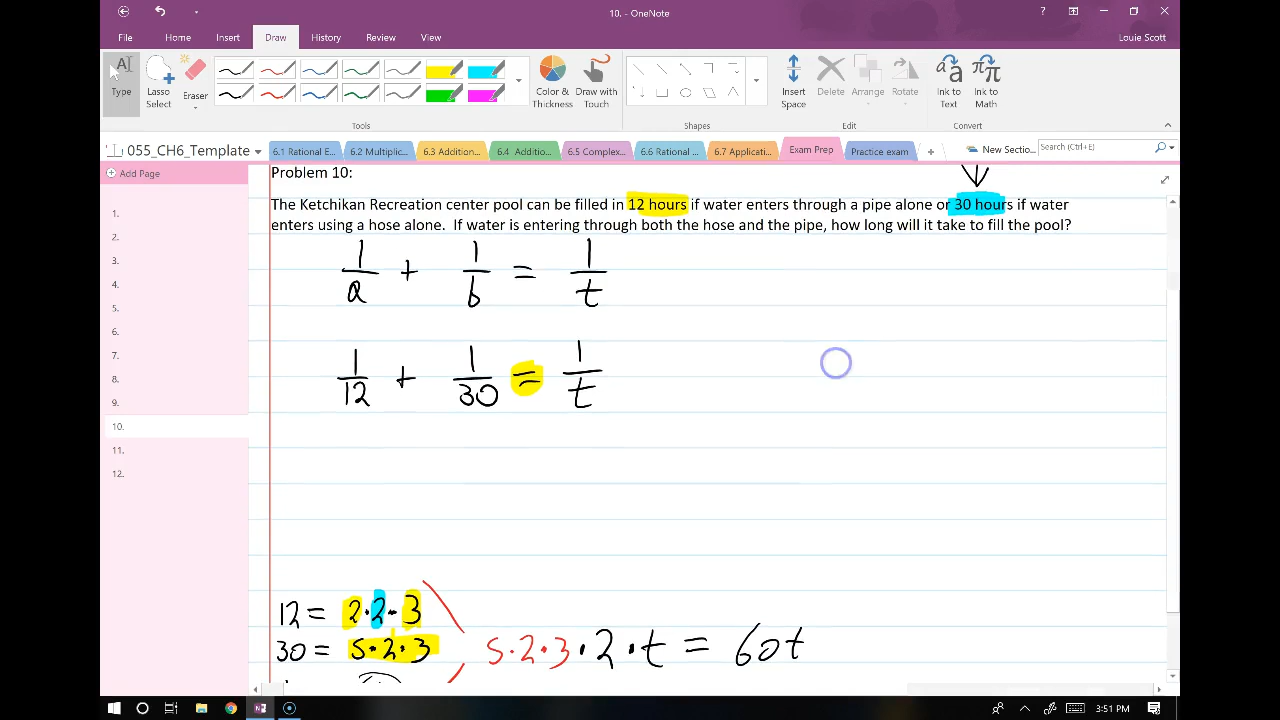 10. - OneNote
?
File Home Insert Draw History Review View Louie Scott
Type Lasso Select Eraser Color & Thickness Draw with Touch Insert Space Delete Arrange Rotate Ink to Text Ink to Math
Tools Shapes Edit Convert
055_CH6_Template 6.1 Rational E... 6.2 Multiplic... 6.3 Addition... 6.4 Additio... 6.5 Complex... 6.6 Rational ... 6.7 Applicati... Exam Prep Practice exam + New Sectio... Search (Ctrl+E)
Add Page
1.
2.
3.
4.
5.
6.
7.
8.
9.
10.
11.
12.
Problem 10:
The Ketchikan Recreation center pool can be filled in 12 hours if water enters through a pipe alone or 30 hours if water
enters using a hose alone. If water is entering through both the hose and the pipe, how long will it take to fill the pool?
1/a + 1/b = 1/t
1/12 + 1/30 = 1/t
12 = 2·2·3
30 = 5·2·3
5·2·3·2·t = 60t
3:51 PM